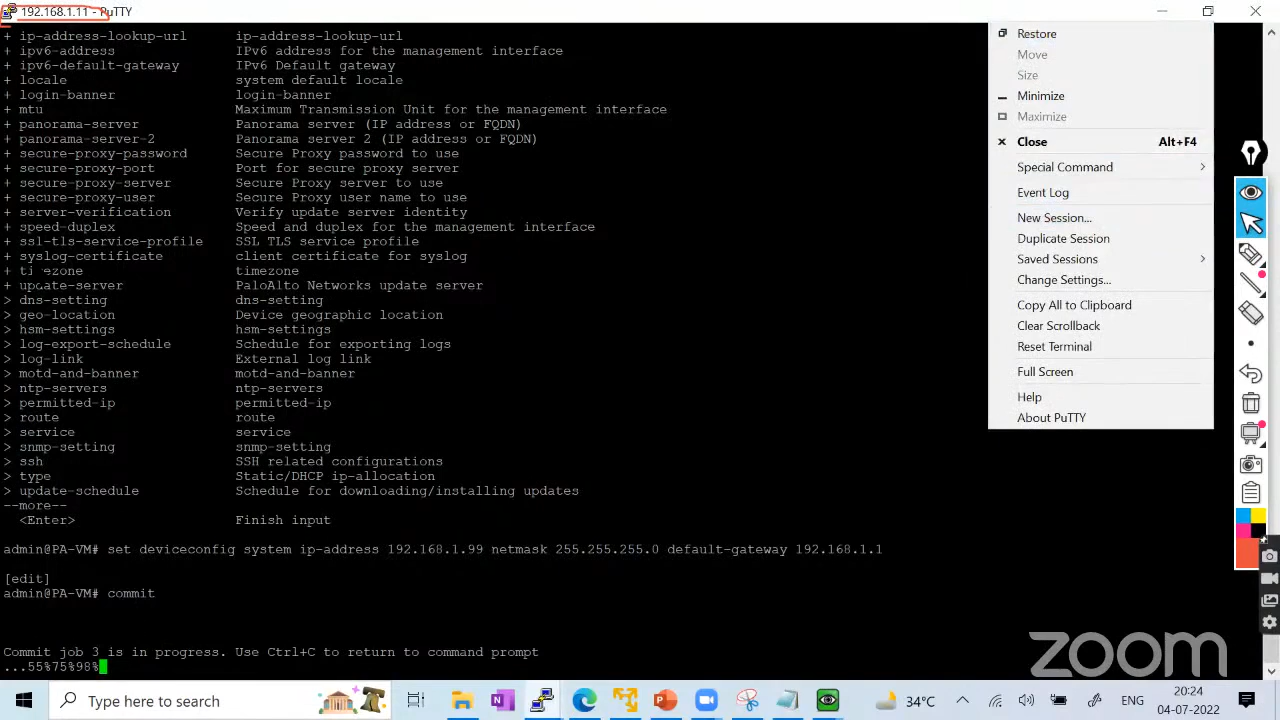 192.168.1.11 - PuTTY
+ ip-address-lookup-url ip-address-lookup-url
+ ipv6-address IPv6 address for the management interface
+ ipv6-default-gateway IPv6 Default gateway
+ locale system default locale
+ login-banner login-banner
+ mtu Maximum Transmission Unit for the management interface
+ panorama-server Panorama server (IP address or FQDN)
+ panorama-server-2 Panorama server 2 (IP address or FQDN)
+ secure-proxy-password Secure Proxy password to use
+ secure-proxy-port Port for secure proxy server
+ secure-proxy-server Secure Proxy server to use
+ secure-proxy-user Secure Proxy user name to use
+ server-verification Verify update server identity
+ speed-duplex Speed and duplex for the management interface
+ ssl-tls-service-profile SSL TLS service profile
+ syslog-certificate client certificate for syslog
+ timezone timezone
+ update-server PaloAlto Networks update server
> dns-setting dns-setting
> geo-location Device geographic location
> hsm-settings hsm-settings
> log-export-schedule Schedule for exporting logs
> log-link External log link
> motd-and-banner motd-and-banner
> ntp-servers ntp-servers
> permitted-ip permitted-ip
> route route
> service service
> snmp-setting snmp-setting
> ssh SSH related configurations
> type Static/DHCP ip-allocation
> update-schedule Schedule for downloading/installing updates
--more--
<Enter> Finish input
admin@PA-VM# set deviceconfig system ip-address 192.168.1.99 netmask 255.255.255.0 default-gateway 192.168.1.1
[edit]
admin@PA-VM# commit
Commit job 3 is in progress. Use Ctrl+C to return to command prompt
...55%75%98%
Restore
Move
Size
Minimize
Maximize
Close Alt+F4
Special Command
Event Log
New Session...
Duplicate Session
Saved Sessions
Change Settings...
Copy All to Clipboard
Clear Scrollback
Reset Terminal
Full Screen
Help
About PuTTY
zoom
Type here to search
34°C
ENG
20:24
04-07-2022